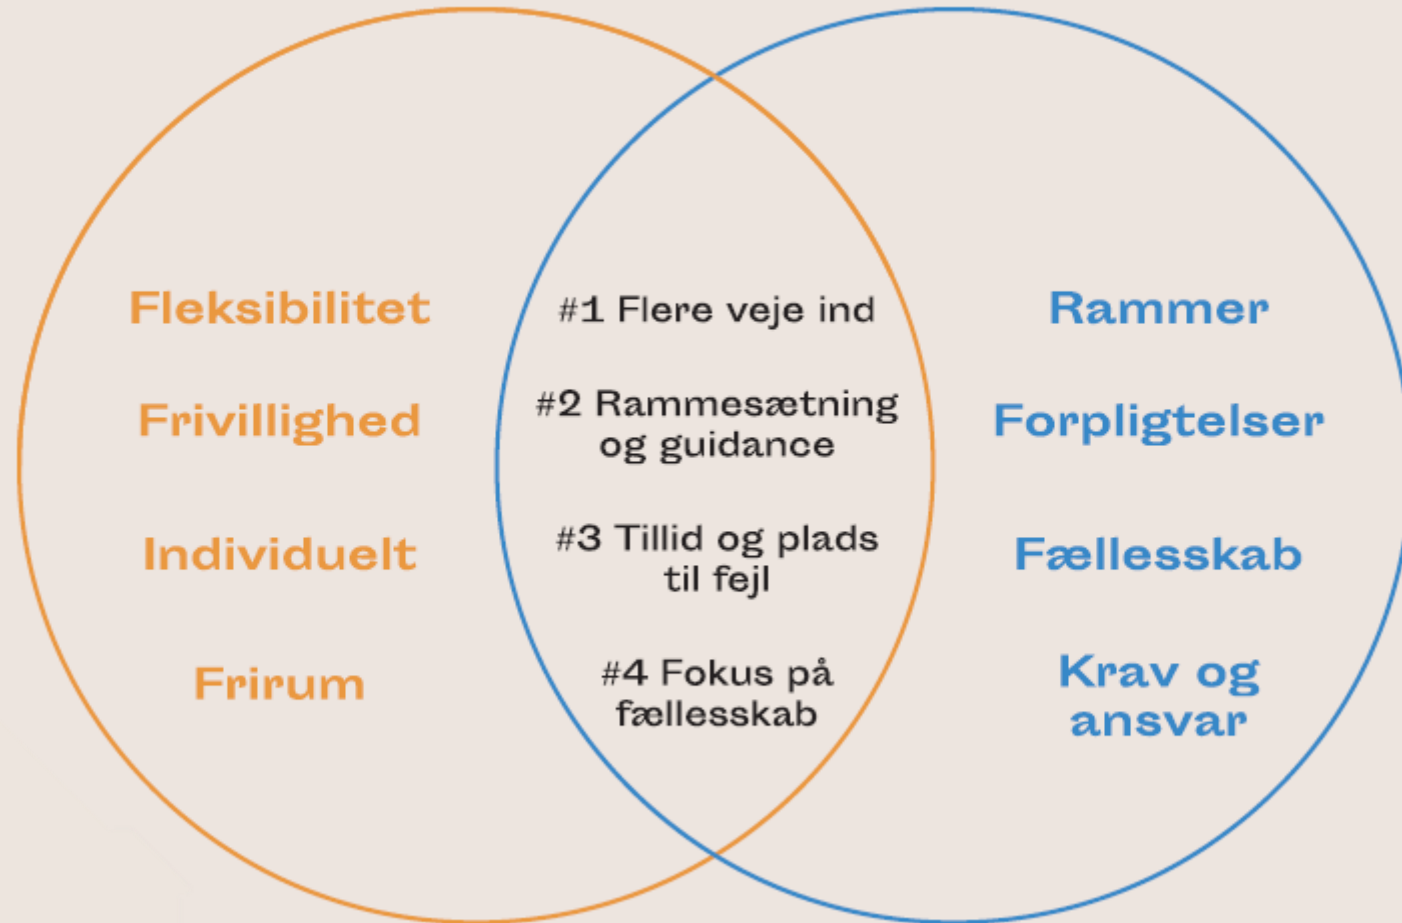 Fleksibilitet
Frivillighed
Individuelt
Frirum
#1 Flere veje ind
#2 Rammesætning
og guidance
#3 Tillid og plads
til fejl
#4 Fokus på
fællesskab
Rammer
Forpligtelser
Fællesskab
Krav og
ansvar